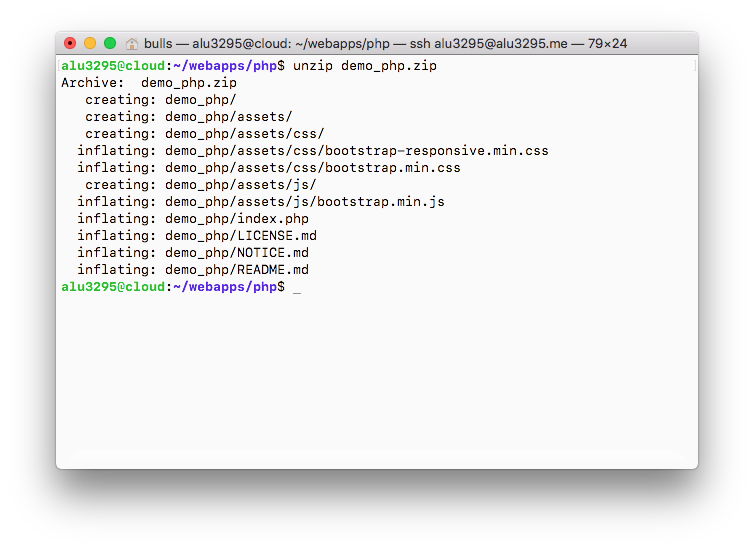 bulls — alu3295@cloud: ~/webapps/php — ssh alu3295@alu3295.me — 79×24
alu3295@cloud:~/webapps/php$ unzip demo_php.zip
Archive:  demo_php.zip
   creating: demo_php/
   creating: demo_php/assets/
   creating: demo_php/assets/css/
  inflating: demo_php/assets/css/bootstrap-responsive.min.css
  inflating: demo_php/assets/css/bootstrap.min.css
   creating: demo_php/assets/js/
  inflating: demo_php/assets/js/bootstrap.min.js
  inflating: demo_php/index.php
  inflating: demo_php/LICENSE.md
  inflating: demo_php/NOTICE.md
  inflating: demo_php/README.md
alu3295@cloud:~/webapps/php$ _